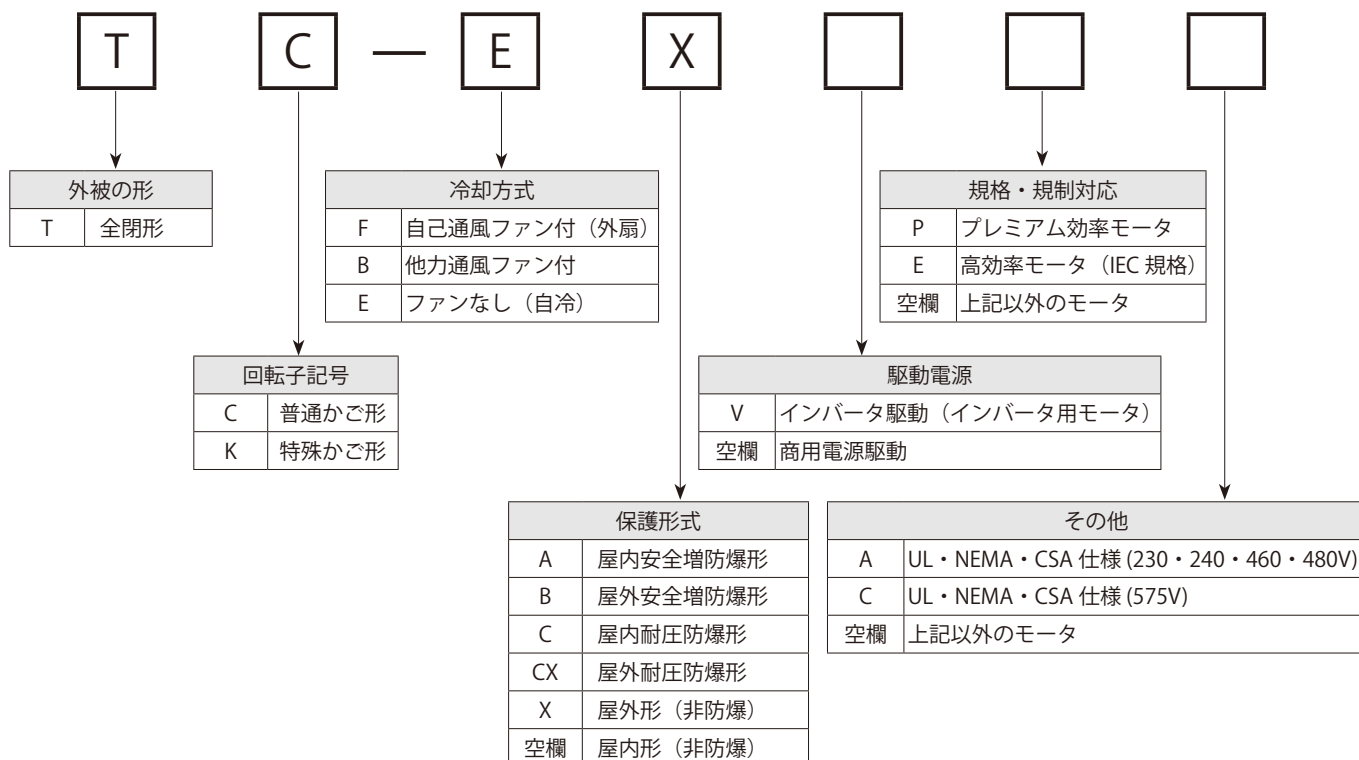 T C — E X
外被の形
T 全閉形
冷却方式
F 自己通風ファン付（外扇）
B 他力通風ファン付
E ファンなし（自冷）
規格・規制対応
P プレミアム効率モータ
E 高効率モータ（IEC 規格）
空欄 上記以外のモータ
回転子記号
C 普通かご形
K 特殊かご形
駆動電源
V インバータ駆動（インバータ用モータ）
空欄 商用電源駆動
保護形式
A 屋内安全増防爆形
B 屋外安全増防爆形
C 屋内耐圧防爆形
CX 屋外耐圧防爆形
X 屋外形（非防爆）
空欄 屋内形（非防爆）
その他
A UL・NEMA・CSA 仕様 (230・240・460・480V)
C UL・NEMA・CSA 仕様 (575V)
空欄 上記以外のモータ